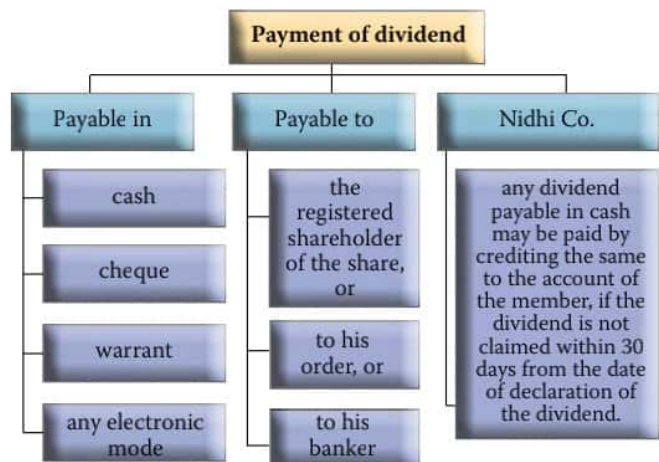 Payment of dividend
Payable in
cash
cheque
warrant
any electronic
mode
Payable to
the
registered
shareholder
of the share,
or
to his
order, or
to his
banker
Nidhi Co.
any dividend
payable in cash
may be paid by
crediting the same
to the account of
the member, if the
dividend is not
claimed within 30
days from the date
of declaration of
the dividend.